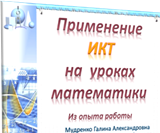 Применение
ИКТ
на уроках
математики
Из опыта работы
Мудренко Галина Александровна